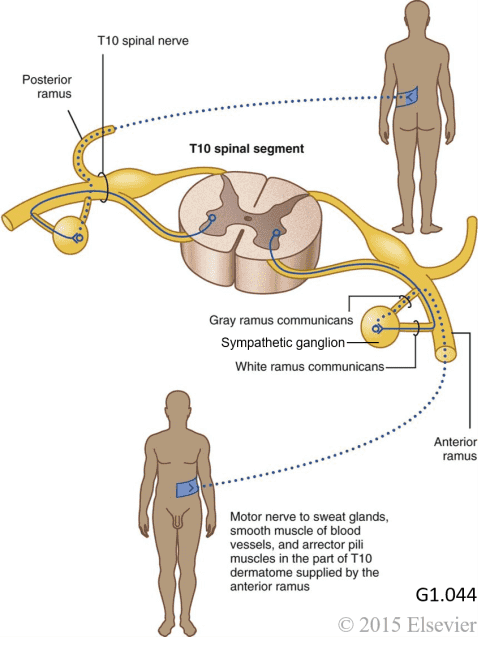 T10 spinal nerve
Posterior
ramus
T10 spinal segment
Gray ramus communicans
Sympathetic ganglion
White ramus communicans
Anterior
ramus
Motor nerve to sweat glands,
smooth muscle of blood
vessels, and arrector pili
muscles in the part of T10
dermatome supplied by the
anterior ramus
G1.044
© 2015 Elsevier